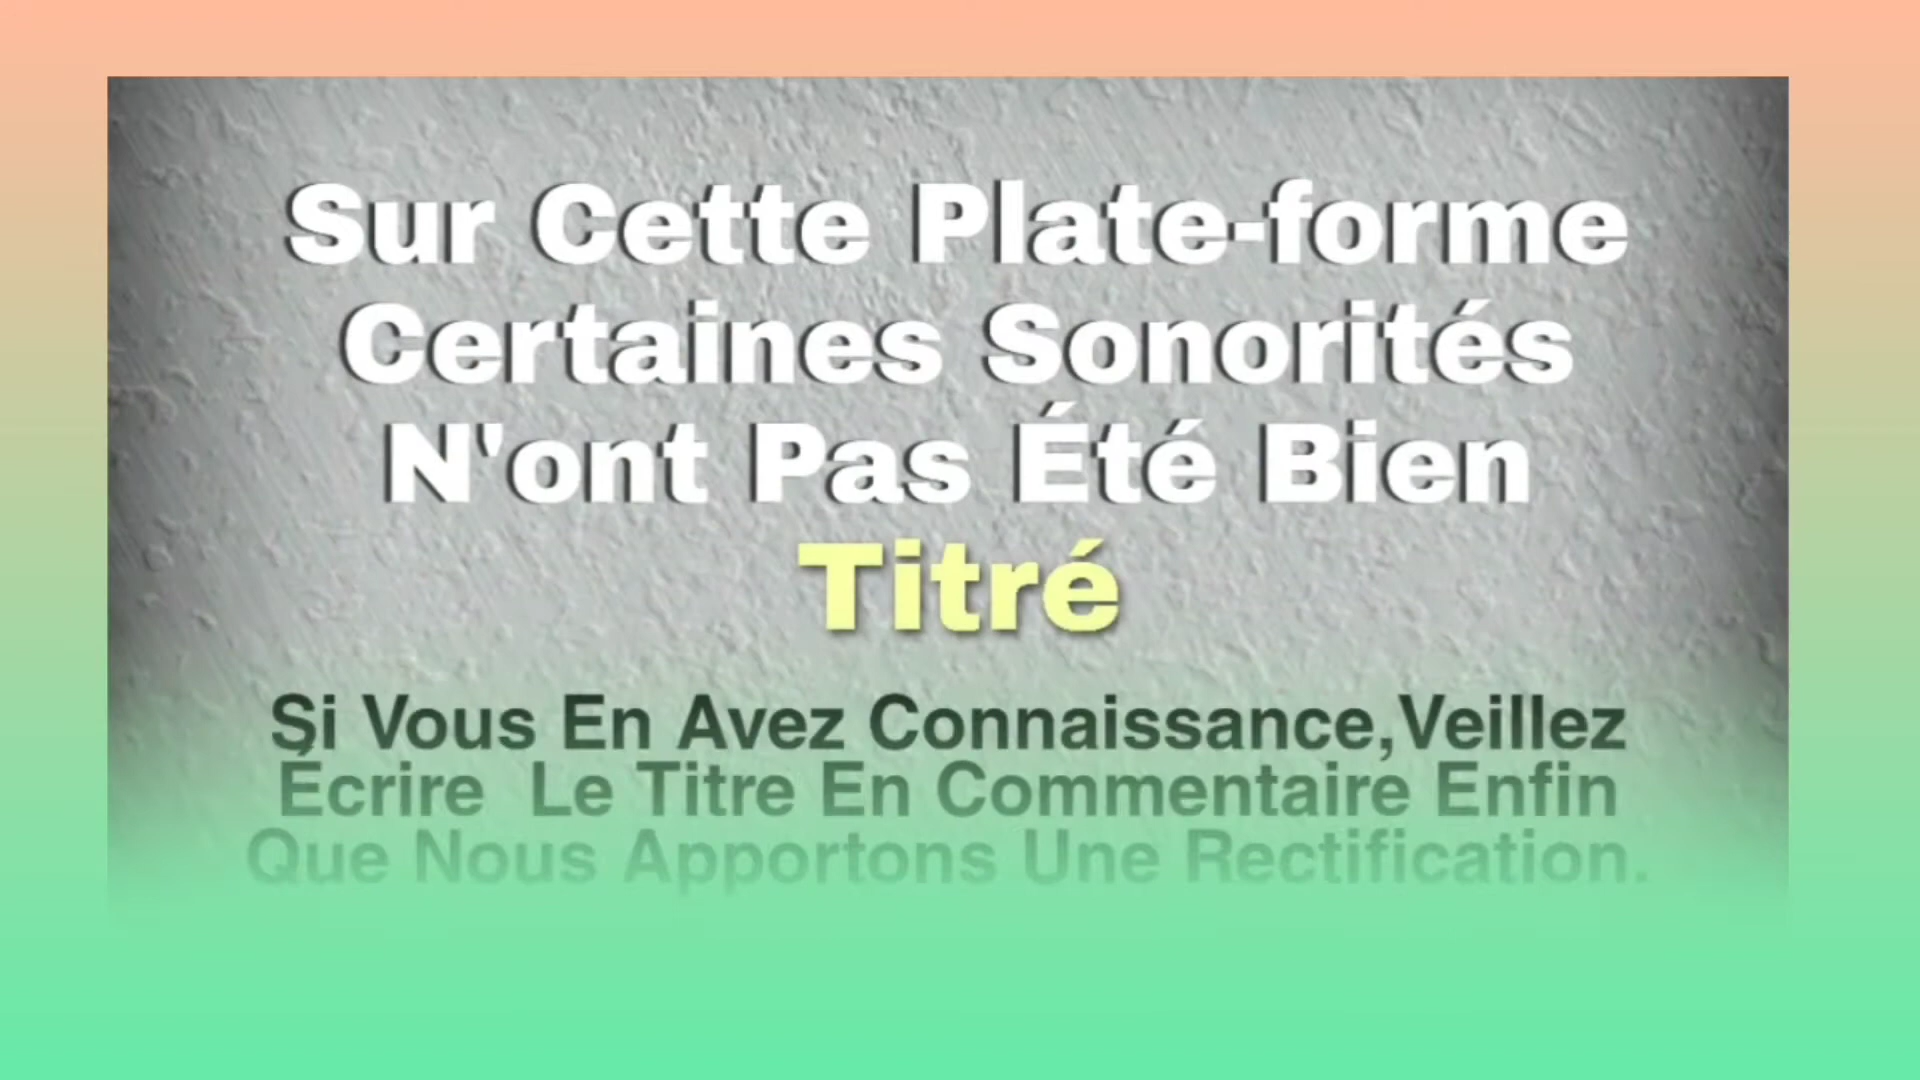 Sur Cette Plate-forme
Certaines Sonorités
N'ont Pas Été Bien
Titré
Si Vous En Avez Connaissance,Veillez
Écrire  Le Titre En Commentaire Enfin
Que Nous Apportons Une Rectification.